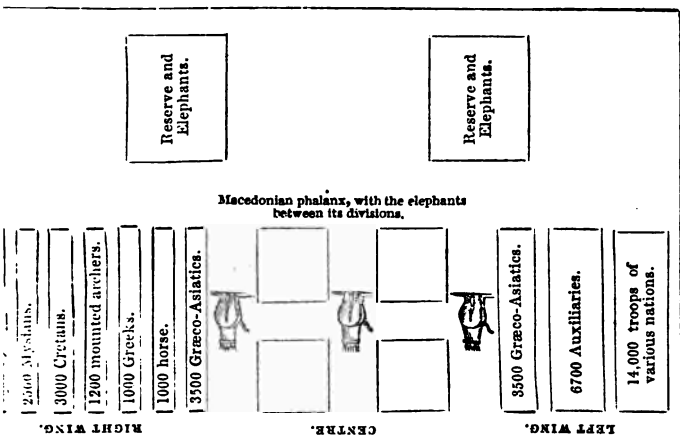 Reserve and
Elephants.
Reserve and
Elephants.
Macedonian phalanx, with the elephants
between its divisions.
2500 Mysians.
3000 Cretans.
1200 mounted archers.
1000 Greeks.
1000 horse.
3500 Græco-Asiatics.
3500 Græco-Asiatics.
6700 Auxiliaries.
14,000 troops of
various nations.
RIGHT WING.
CENTRE.
LEFT WING.